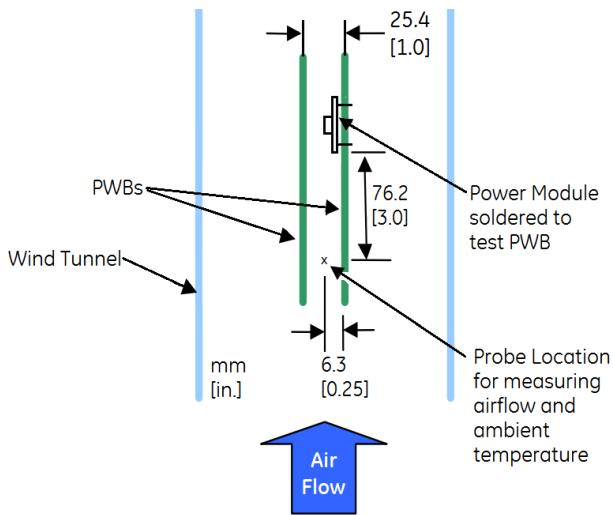 25.4
[1.0]
PWBs
76.2
[3.0]
Power Module
soldered to
test PWB
Wind Tunnel
x
mm
[in.]
6.3
[0.25]
Probe Location
for measuring
airflow and
ambient
temperature
Air
Flow